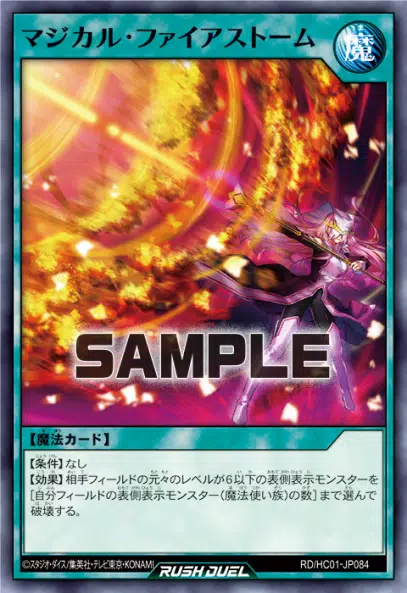 マジカル・ファイアストーム
魔
SAMPLE
【魔法カード】
【条件】なし
【効果】相手フィールドの元々のレベルが６以下の表側表示モンスターを
[自分フィールドの表側表示モンスター(魔法使い族)の数]まで選んで
破壊する。
©スタジオ・ダイス/集英社・テレビ東京・KONAMI
RUSH DUEL
RD/HC01-JP084